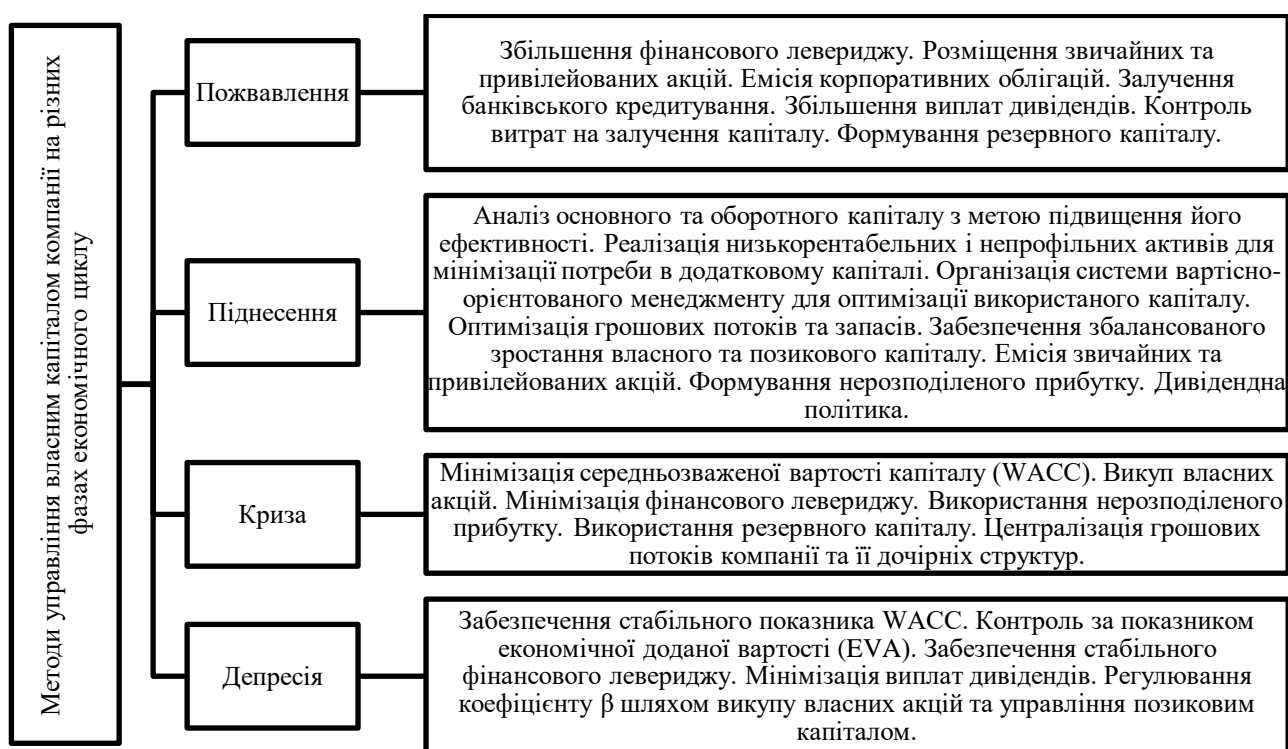 Методи управління власним капіталом компанії на різних
фазах економічного циклу
Пожвавлення
Збільшення фінансового левериджу. Розміщення звичайних та
привілейованих акцій. Емісія корпоративних облігацій. Залучення
банківського кредитування. Збільшення виплат дивідендів. Контроль
витрат на залучення капіталу. Формування резервного капіталу.
Піднесення
Аналіз основного та оборотного капіталу з метою підвищення його
ефективності. Реалізація низькорентабельних і непрофільних активів для
мінімізації потреби в додатковому капіталі. Організація системи вартісно-
орієнтованого менеджменту для оптимізації використаного капіталу.
Оптимізація грошових потоків та запасів. Забезпечення збалансованого
зростання власного та позикового капіталу. Емісія звичайних та
привілейованих акцій. Формування нерозподіленого прибутку. Дивідендна
політика.
Криза
Мінімізація середньозваженої вартості капіталу (WACC). Викуп власних
акцій. Мінімізація фінансового левериджу. Використання нерозподіленого
прибутку. Використання резервного капіталу. Централізація грошових
потоків компанії та її дочірніх структур.
Депресія
Забезпечення стабільного показника WACC. Контроль за показником
економічної доданої вартості (EVA). Забезпечення стабільного
фінансового левериджу. Мінімізація виплат дивідендів. Регулювання
коефіцієнту β шляхом викупу власних акцій та управління позиковим
капіталом.